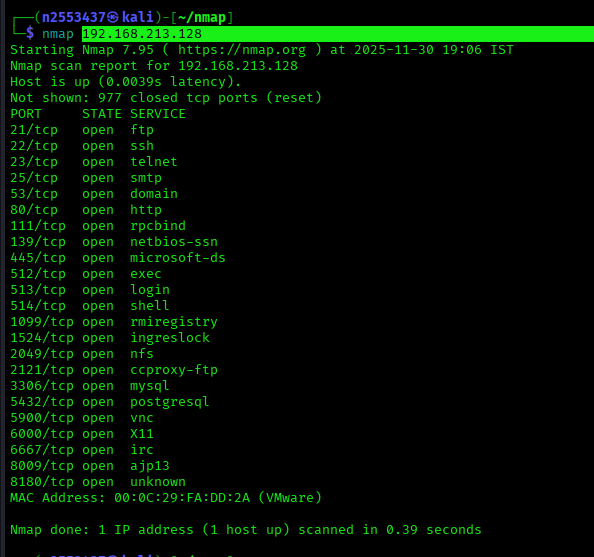 ┌──(n2553437㉿kali)-[~/nmap]
└─$ nmap 192.168.213.128
Starting Nmap 7.95 ( https://nmap.org ) at 2025-11-30 19:06 IST
Nmap scan report for 192.168.213.128
Host is up (0.0039s latency).
Not shown: 977 closed tcp ports (reset)
PORT     STATE SERVICE
21/tcp   open  ftp
22/tcp   open  ssh
23/tcp   open  telnet
25/tcp   open  smtp
53/tcp   open  domain
80/tcp   open  http
111/tcp  open  rpcbind
139/tcp  open  netbios-ssn
445/tcp  open  microsoft-ds
512/tcp  open  exec
513/tcp  open  login
514/tcp  open  shell
1099/tcp open  rmiregistry
1524/tcp open  ingreslock
2049/tcp open  nfs
2121/tcp open  ccproxy-ftp
3306/tcp open  mysql
5432/tcp open  postgresql
5900/tcp open  vnc
6000/tcp open  X11
6667/tcp open  irc
8009/tcp open  ajp13
8180/tcp open  unknown
MAC Address: 00:0C:29:FA:DD:2A (VMware)
Nmap done: 1 IP address (1 host up) scanned in 0.39 seconds